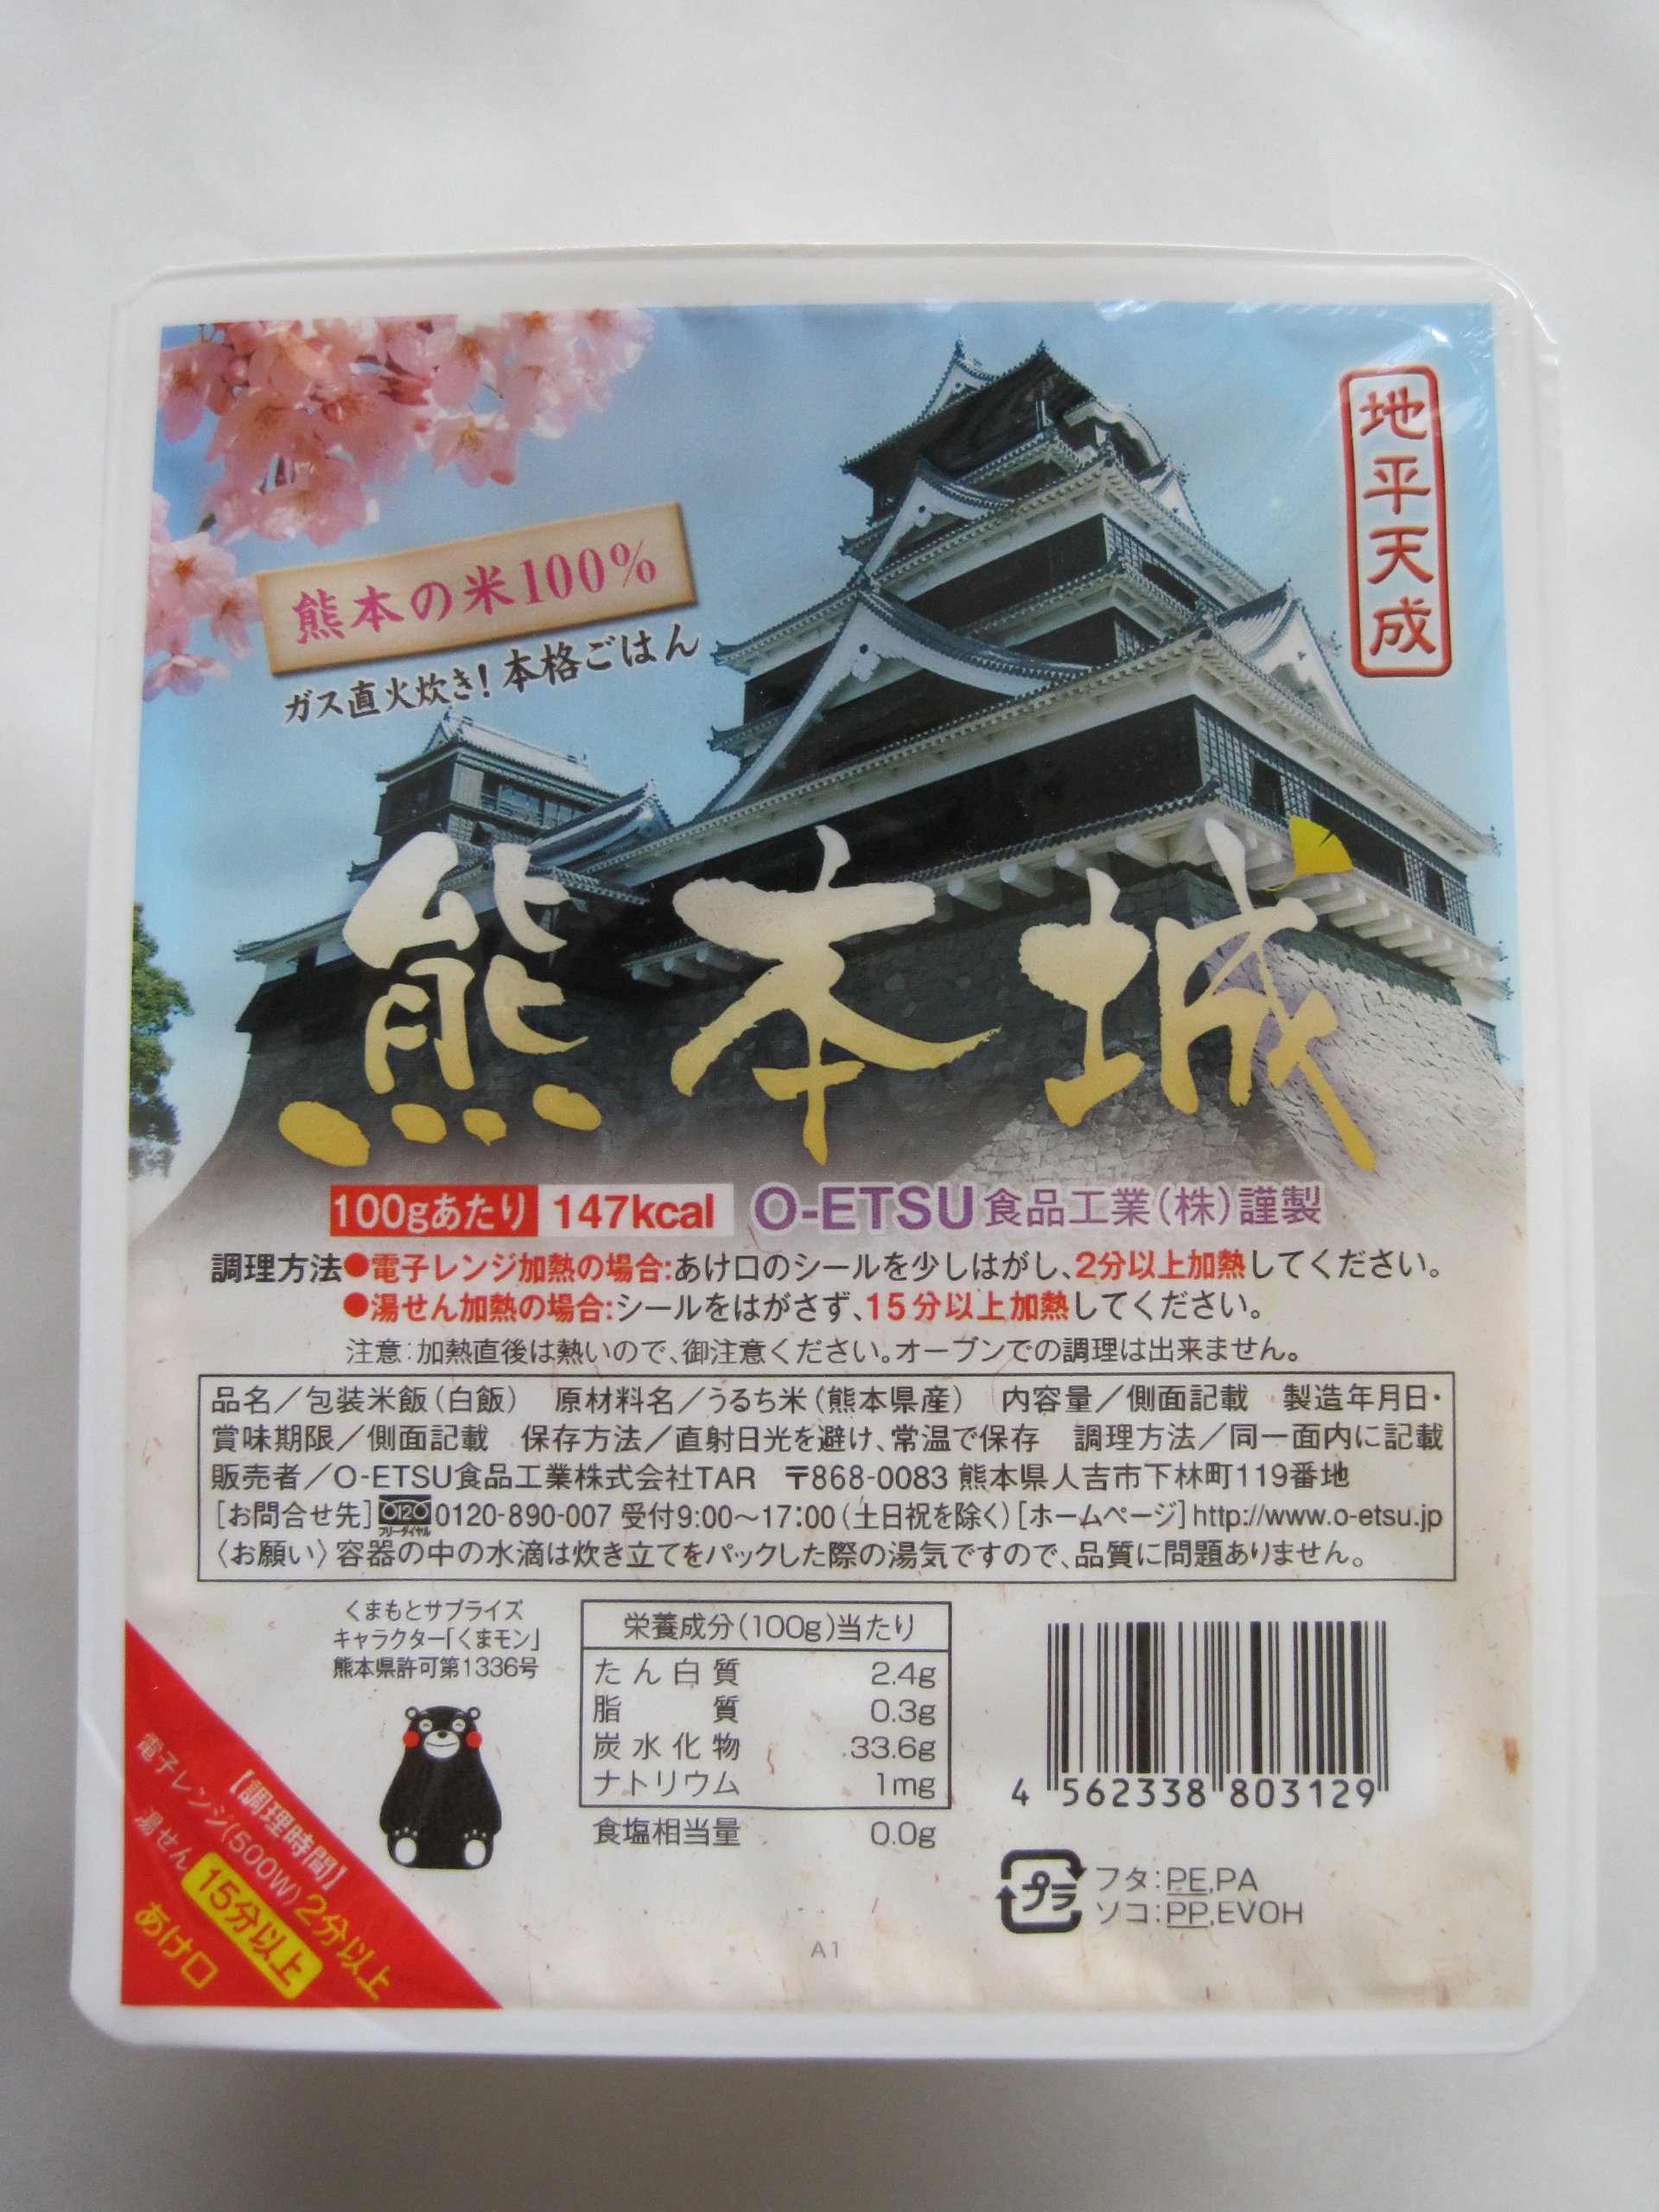 地平天成
熊本の米100%
ガス直火炊き!本格ごはん
熊本城
100gあたり 147kcal O-ETSU食品工業(株)謹製
調理方法●電子レンジ加熱の場合:あけ口のシールを少しはがし、2分以上加熱してください。
●湯せん加熱の場合:シールをはがさず、15分以上加熱してください。
注意:加熱直後は熱いので、御注意ください。オーブンでの調理は出来ません。
品名/包装米飯(白飯) 原材料名/うるち米(熊本県産) 内容量/側面記載 製造年月日・
賞味期限/側面記載 保存方法/直射日光を避け、常温で保存 調理方法/同一面内に記載
販売者/O-ETSU食品工業株式会社TAR 〒868-0083 熊本県人吉市下林町119番地
[お問合せ先]フリーダイヤル0120-890-007 受付9:00〜17:00(土日祝を除く)[ホームページ]http://www.o-etsu.jp
〈お願い〉容器の中の水滴は炊き立てをパックした際の湯気ですので、品質に問題ありません。
くまもとサプライズ
キャラクター「くまモン」
熊本県許可第1336号
栄養成分(100g)当たり
たん白質 2.4g
脂質 0.3g
炭水化物 33.6g
ナトリウム 1mg
食塩相当量 0.0g
4 562338 803129
プラ
フタ:PE,PA
ソコ:PP,EVOH
A1
【調理時間】
電子レンジ(500W)2分以上
湯せん 15分以上
あけ口